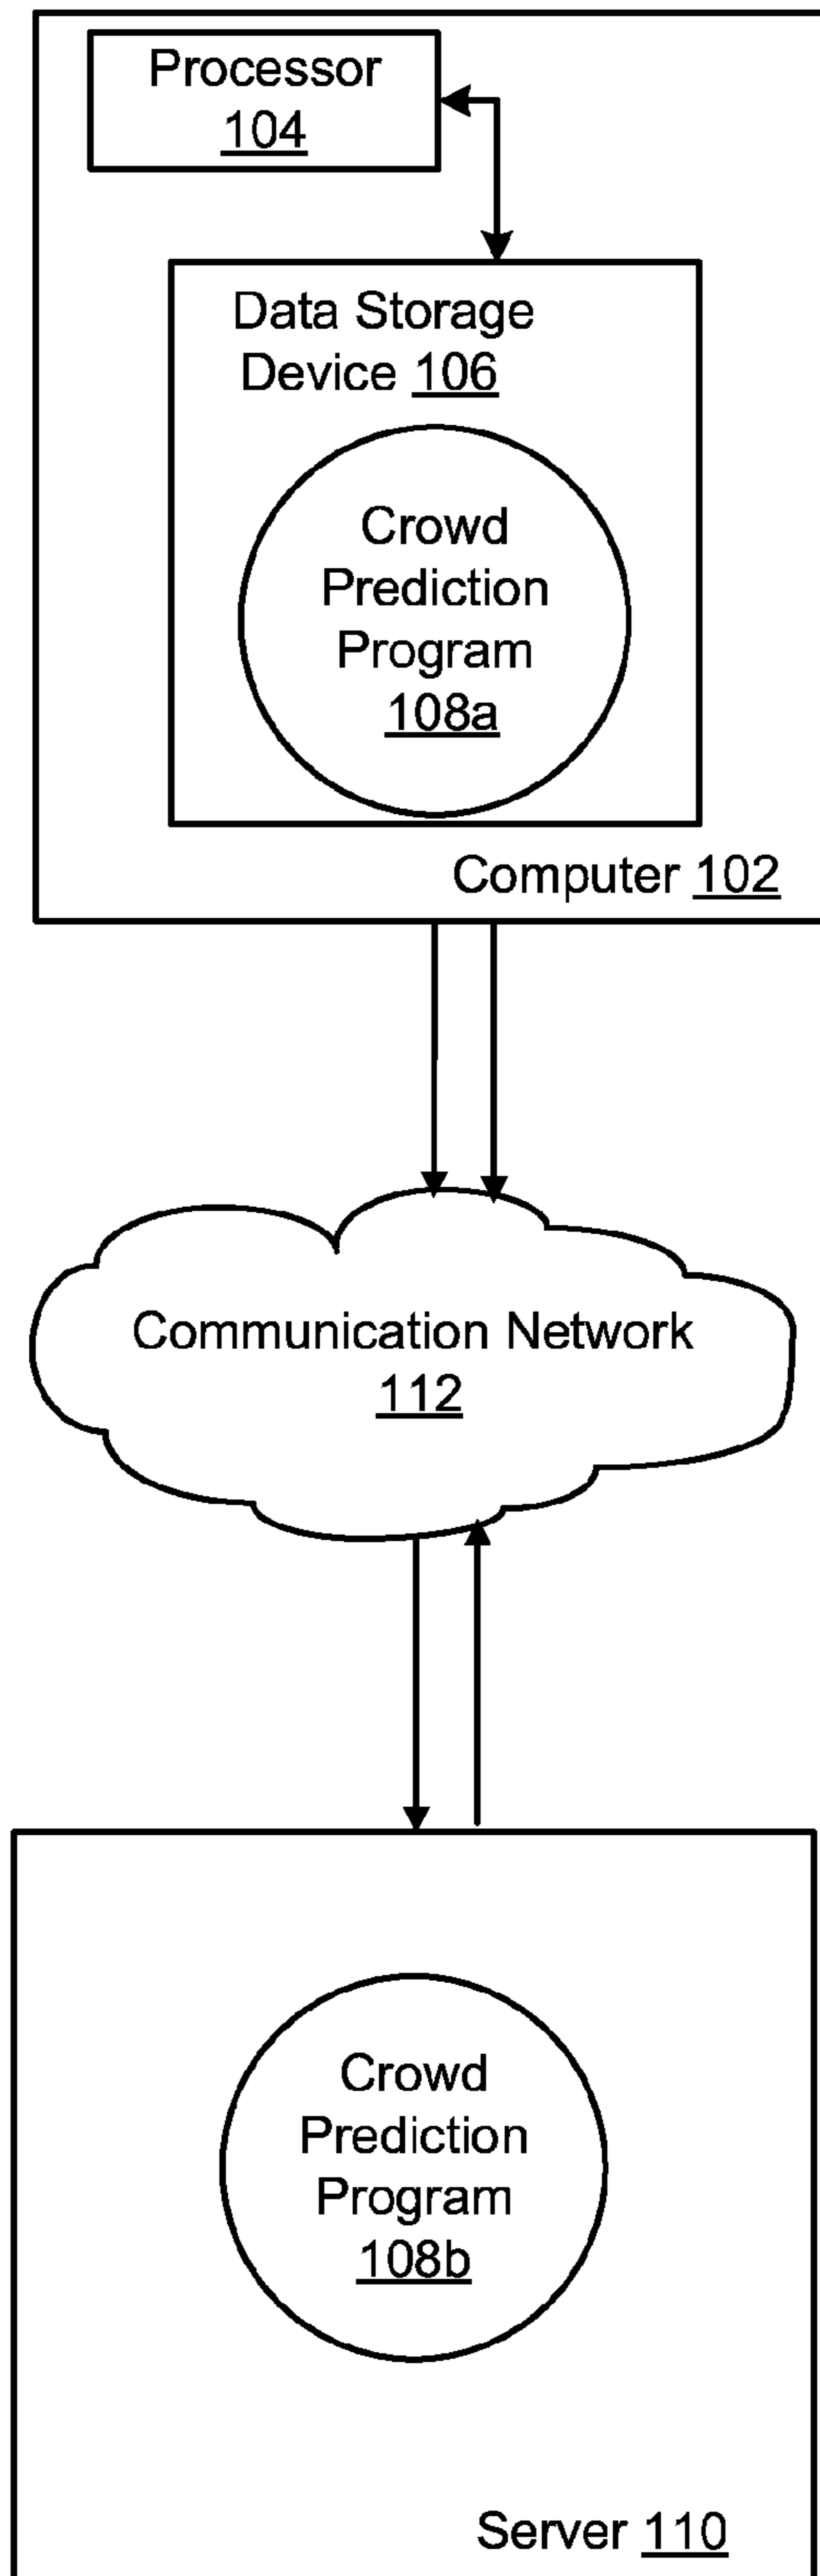 Processor
104
Data Storage
Device 106
Crowd
Prediction
Program
108a
Computer 102
Communication Network
112
Crowd
Prediction
Program
108b
Server 110